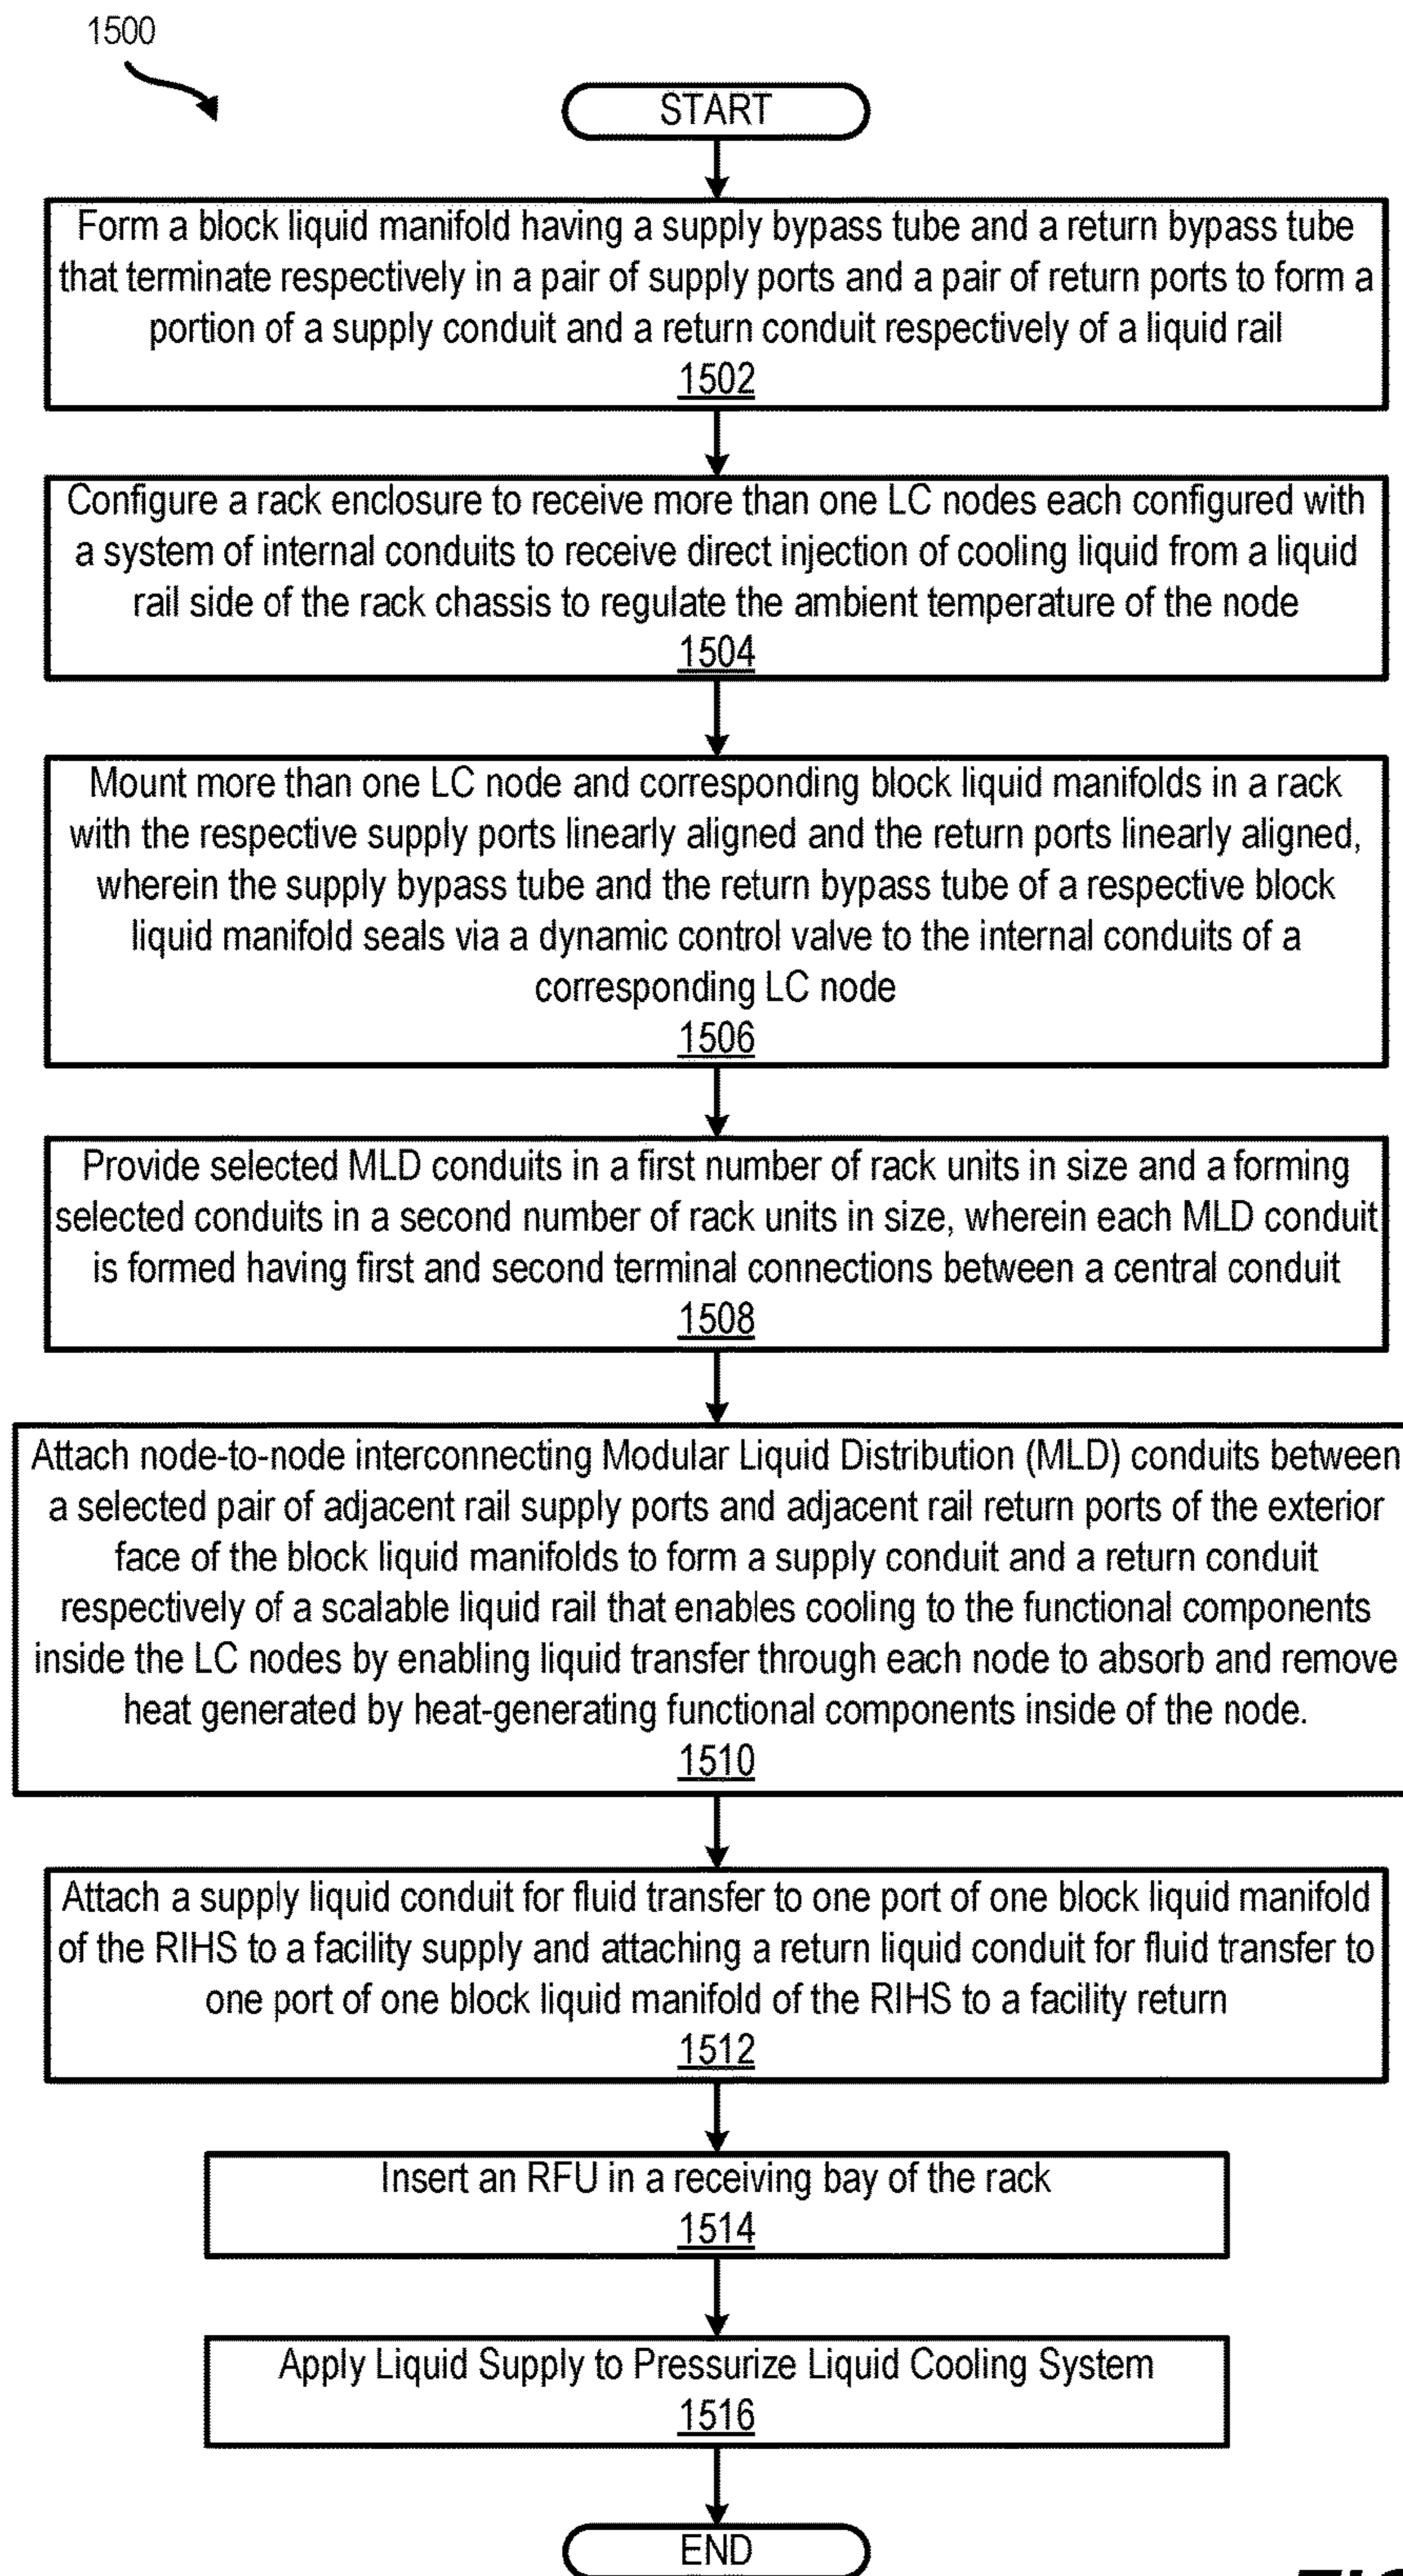 1500
START
Form a block liquid manifold having a supply bypass tube and a return bypass tube
that terminate respectively in a pair of supply ports and a pair of return ports to form a
portion of a supply conduit and a return conduit respectively of a liquid rail
1502
Configure a rack enclosure to receive more than one LC nodes each configured with
a system of internal conduits to receive direct injection of cooling liquid from a liquid
rail side of the rack chassis to regulate the ambient temperature of the node
1504
Mount more than one LC node and corresponding block liquid manifolds in a rack
with the respective supply ports linearly aligned and the return ports linearly aligned,
wherein the supply bypass tube and the return bypass tube of a respective block
liquid manifold seals via a dynamic control valve to the internal conduits of a
corresponding LC node
1506
Provide selected MLD conduits in a first number of rack units in size and a forming
selected conduits in a second number of rack units in size, wherein each MLD conduit
is formed having first and second terminal connections between a central conduit
1508
Attach node-to-node interconnecting Modular Liquid Distribution (MLD) conduits between
a selected pair of adjacent rail supply ports and adjacent rail return ports of the exterior
face of the block liquid manifolds to form a supply conduit and a return conduit
respectively of a scalable liquid rail that enables cooling to the functional components
inside the LC nodes by enabling liquid transfer through each node to absorb and remove
heat generated by heat-generating functional components inside of the node.
1510
Attach a supply liquid conduit for fluid transfer to one port of one block liquid manifold
of the RIHS to a facility supply and attaching a return liquid conduit for fluid transfer to
one port of one block liquid manifold of the RIHS to a facility return
1512
Insert an RFU in a receiving bay of the rack
1514
Apply Liquid Supply to Pressurize Liquid Cooling System
1516
END